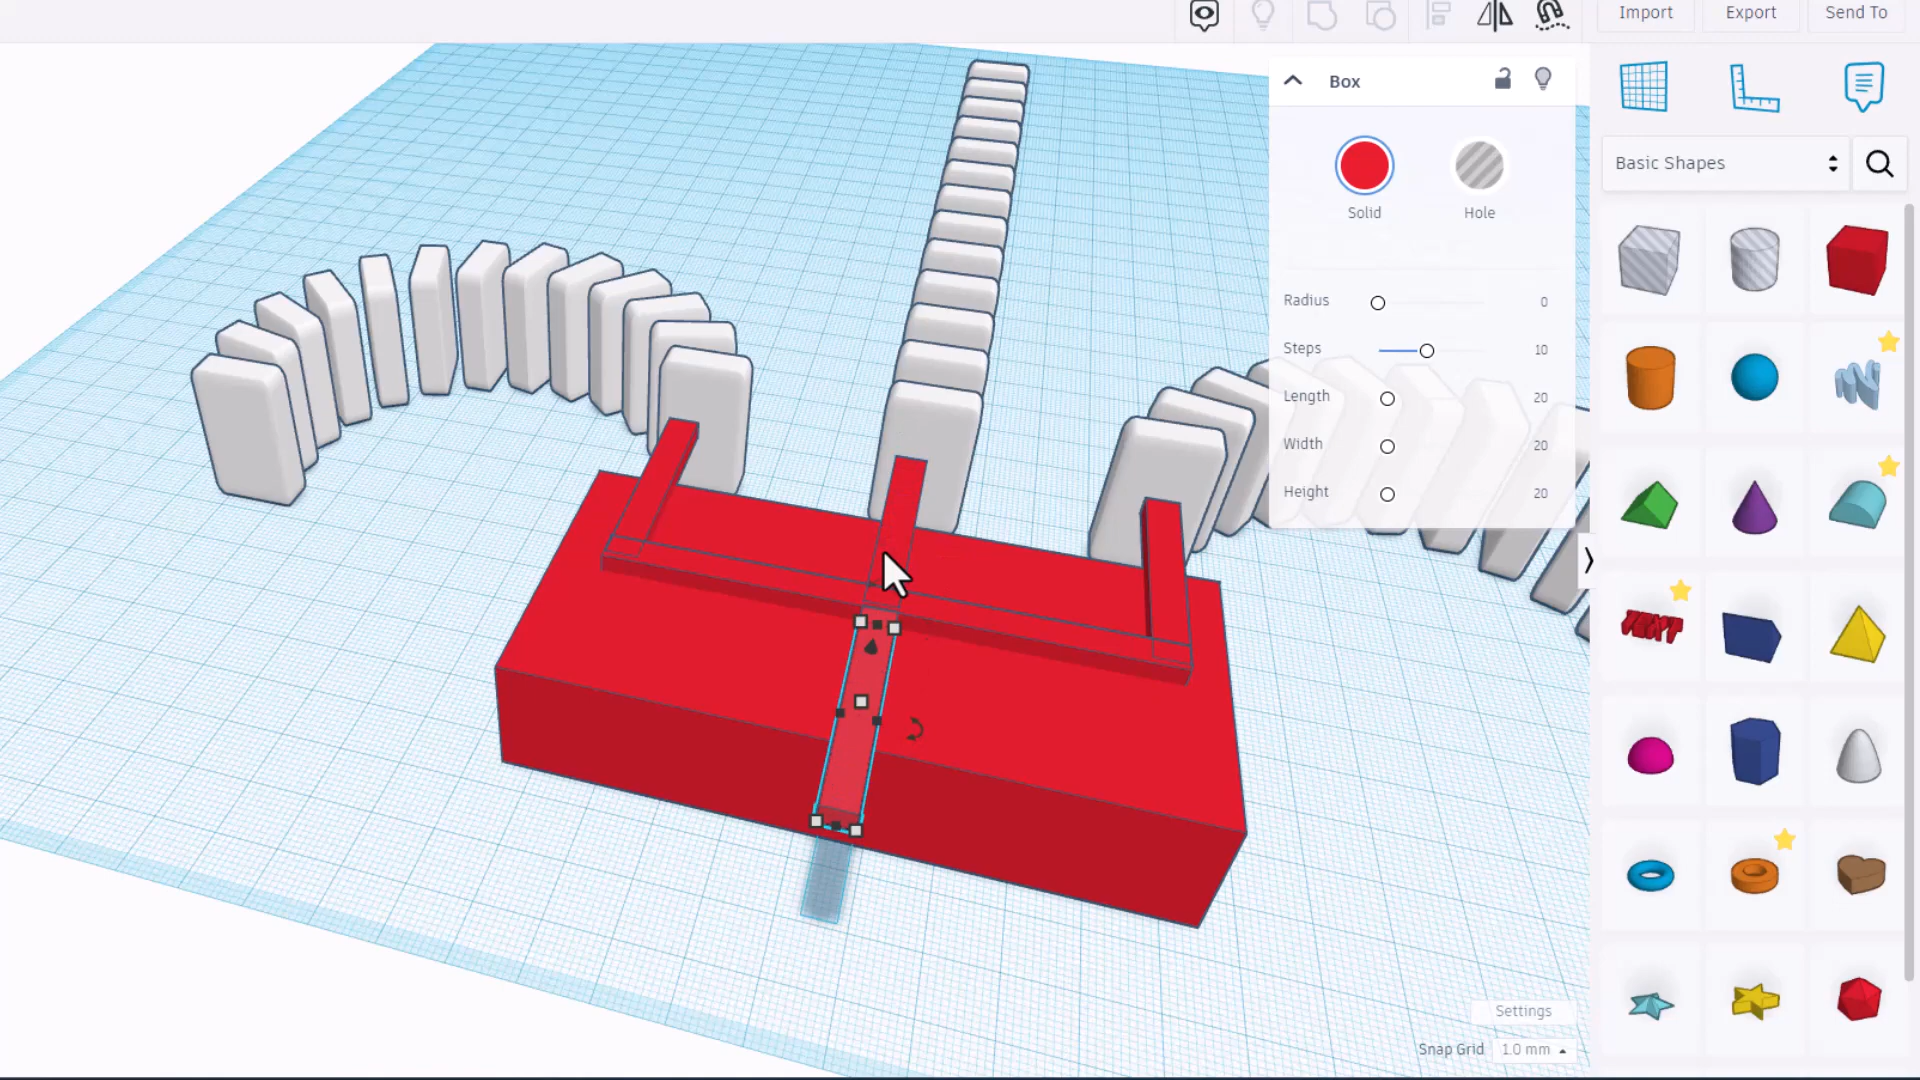 Import
Export
Send To
Box
Solid
Hole
Radius 0
Steps 10
Length 20
Width 20
Height 20
Basic Shapes
TEXT
Settings
Snap Grid 1.0 mm